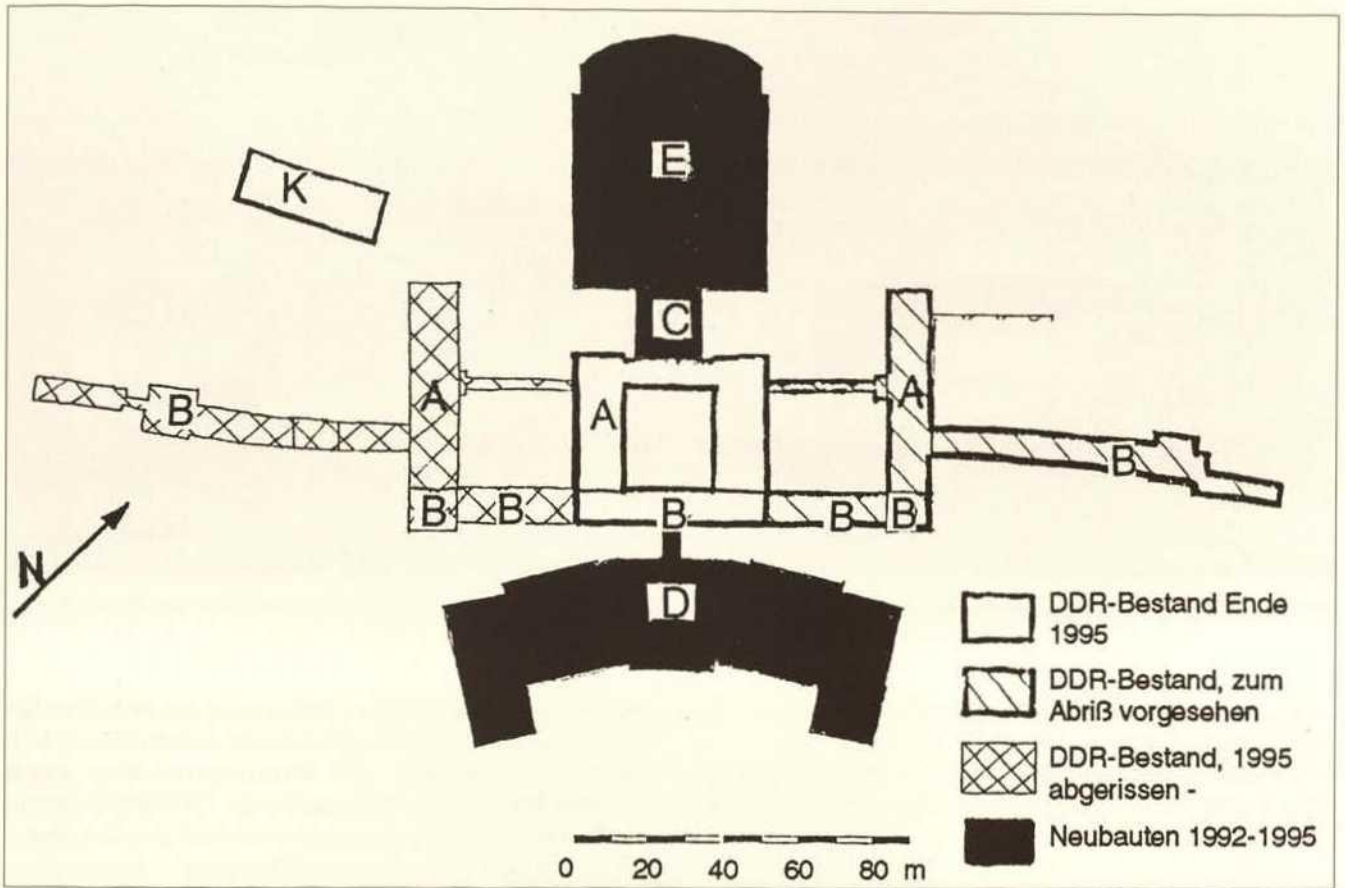 E
K
C
A
A
A
B
B
B
B
B
B
B
N
D
DDR-Bestand Ende
1995
DDR-Bestand, zum
Abriß vorgesehen
DDR-Bestand, 1995
abgerissen -
Neubauten 1992-1995
0 20 40 60 80 m